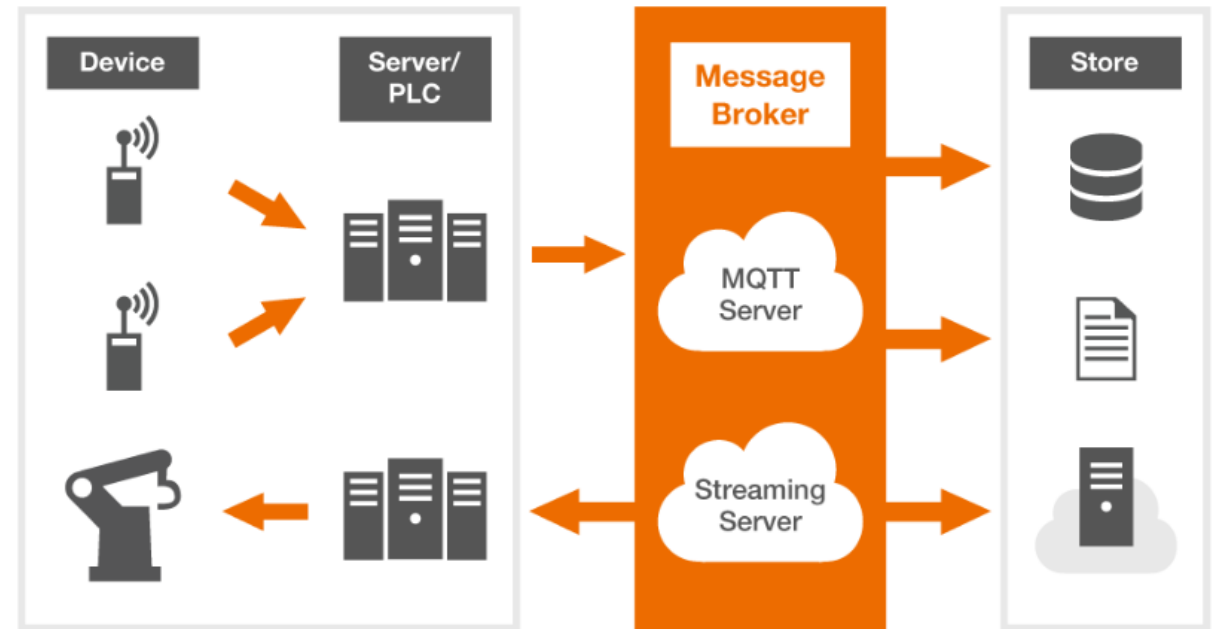 Device
Server/
PLC
Message
Broker
Store
MQTT
Server
Streaming
Server